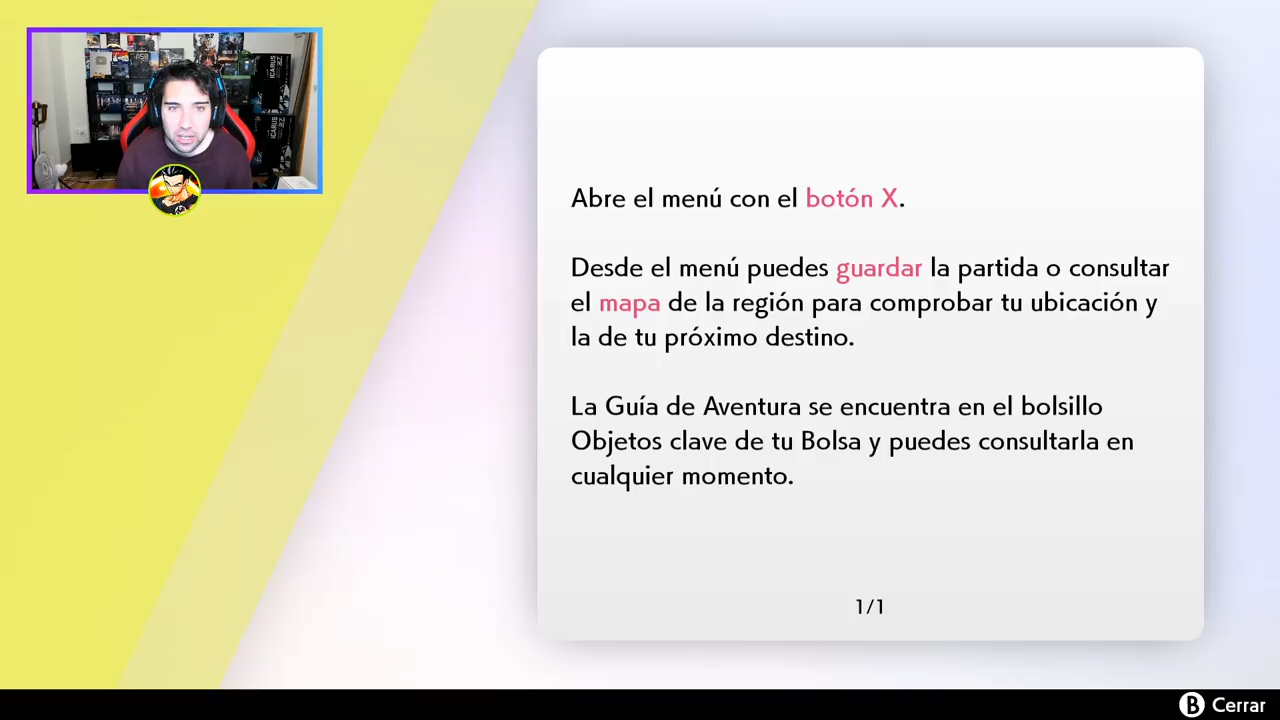 Abre el menú con el botón X.
Desde el menú puedes guardar la partida o consultar
el mapa de la región para comprobar tu ubicación y
la de tu próximo destino.
La Guía de Aventura se encuentra en el bolsillo
Objetos clave de tu Bolsa y puedes consultarla en
cualquier momento.
1/1
B Cerrar
ICARUS
ICARUS